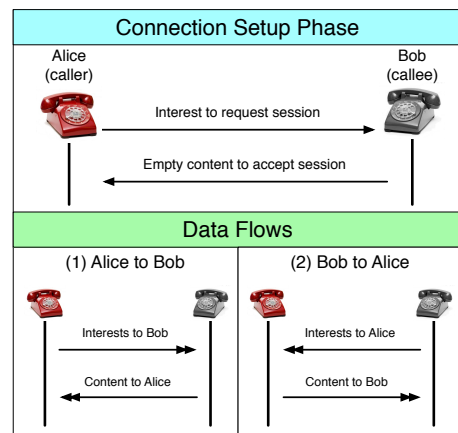 Connection Setup Phase
Alice
(caller)
Bob
(callee)
Interest to request session
Empty content to accept session
Data Flows
(1) Alice to Bob
(2) Bob to Alice
Interests to Bob
Interests to Alice
Content to Alice
Content to Bob